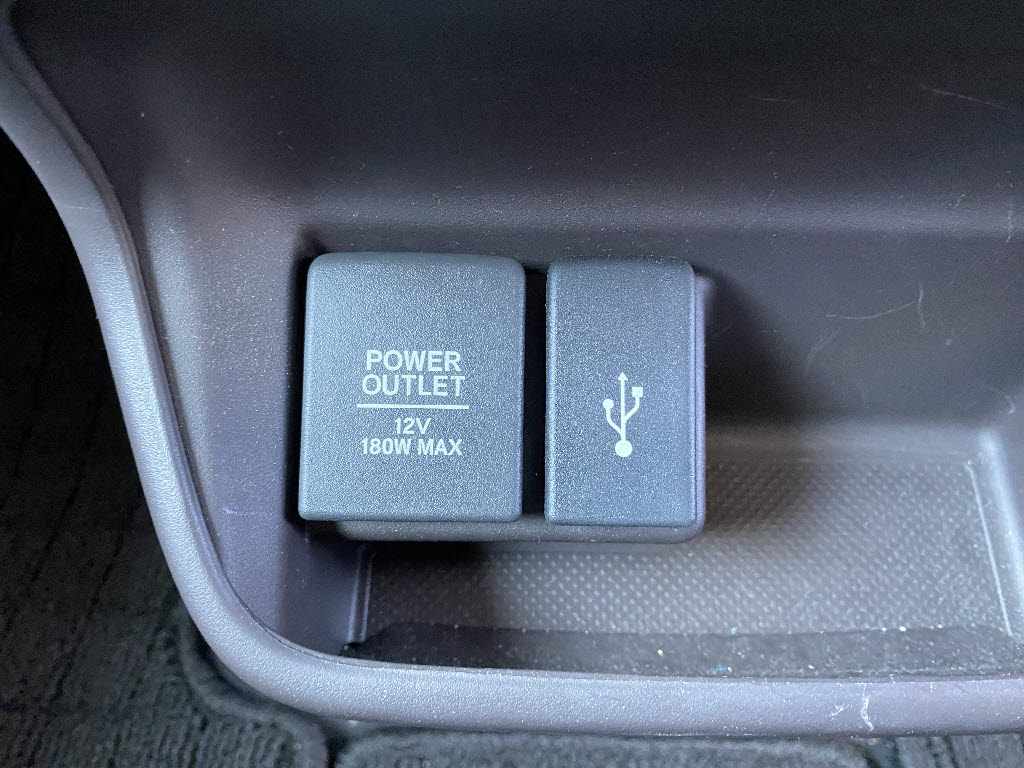 POWER
OUTLET
12V
180W MAX